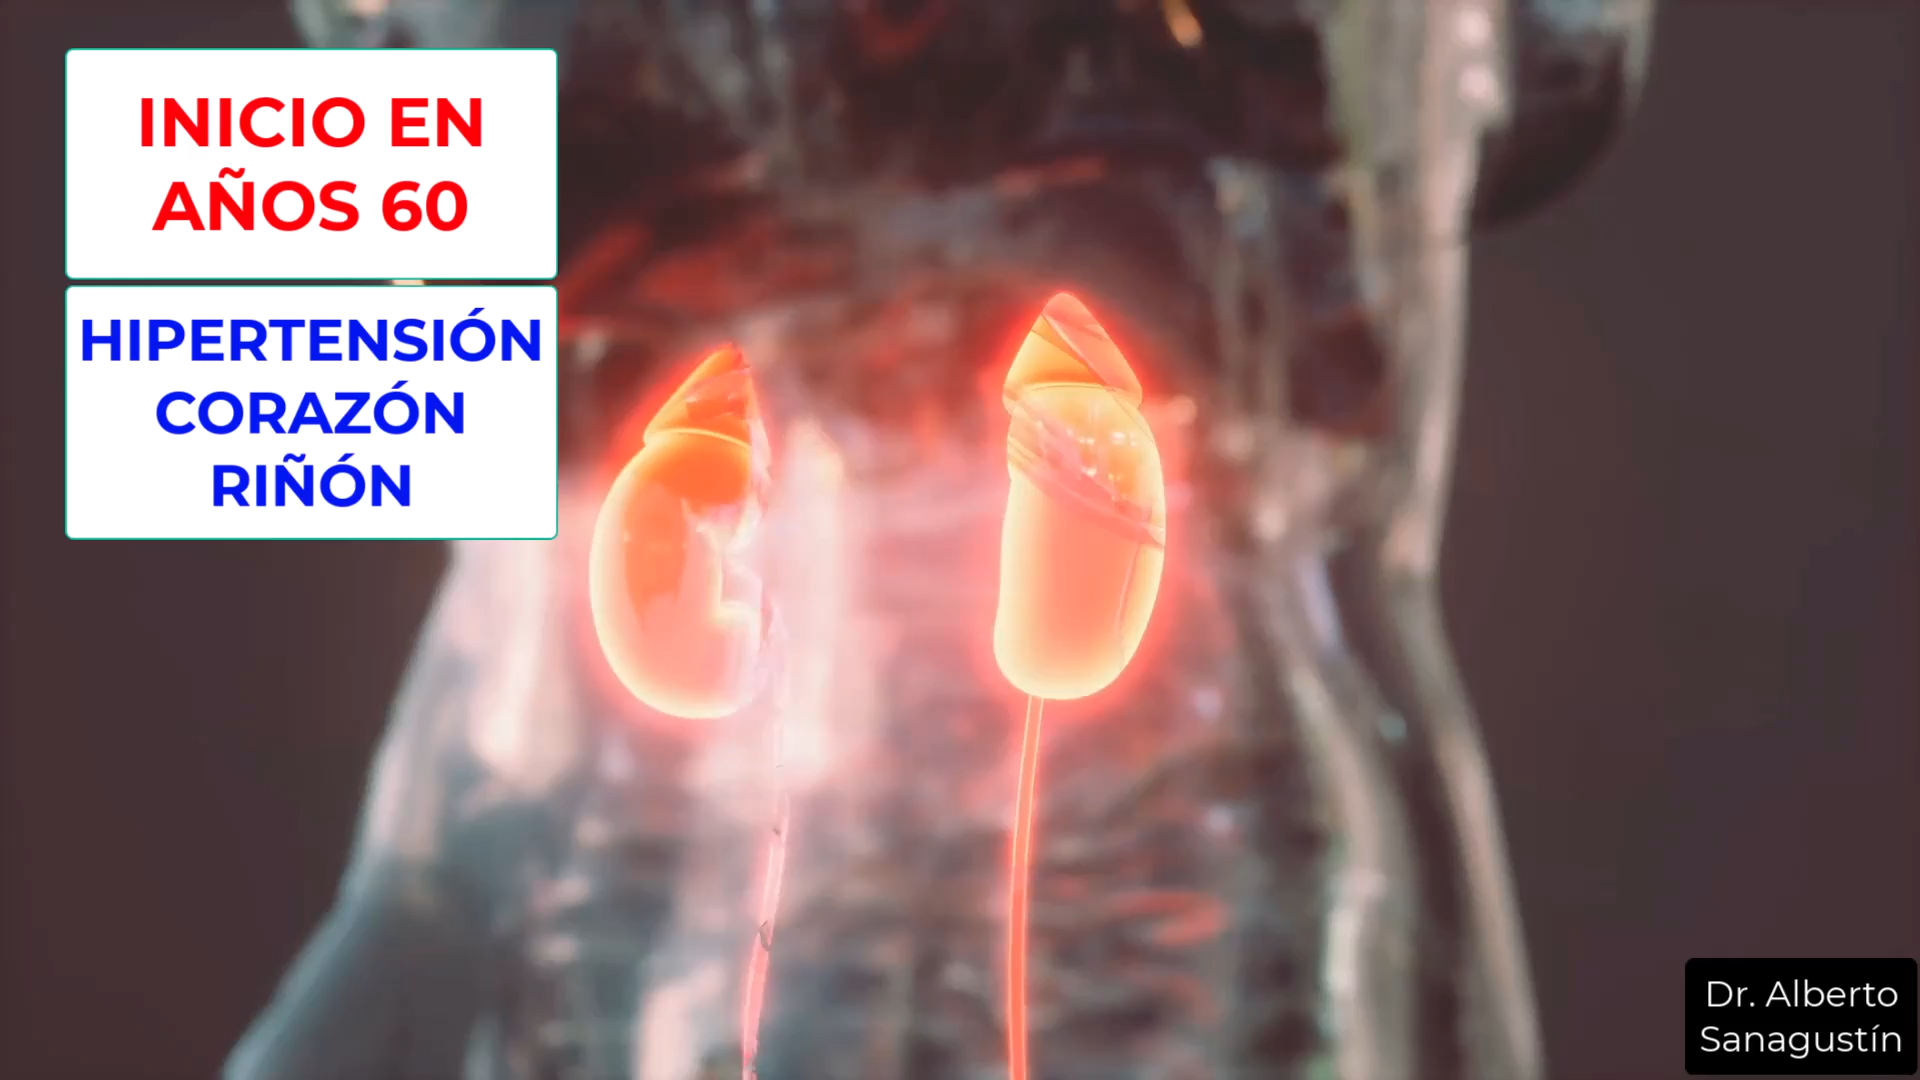 INICIO EN
AÑOS 60
HIPERTENSIÓN
CORAZÓN
RIÑÓN
Dr. Alberto
Sanagustín